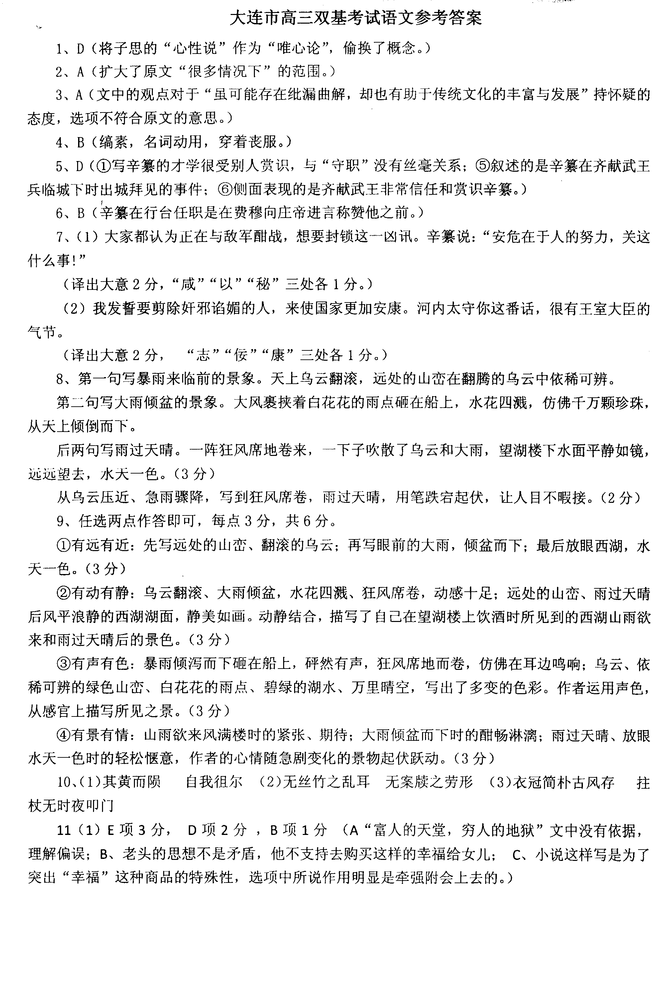 大连市高三双基考试语文参考答案
1、D（将子思的“心性说”作为“唯心论”，偷换了概念。）
2、A（扩大了原文“很多情况下”的范围。）
3、A（文中的观点对于“虽可能存在纰漏曲解，却也有助于传统文化的丰富与发展”持怀疑的
态度，选项不符合原文的意思。）
4、B（缟素，名词动用，穿着丧服。）
5、D（①写辛纂的才学很受别人赏识，与“守职”没有丝毫关系；⑤叙述的是辛纂在齐献武王
兵临城下时出城拜见的事件；⑥侧面表现的是齐献武王非常信任和赏识辛纂。）
6、B（辛纂在行台任职是在费穆向庄帝进言称赞他之前。）
7、（1）大家都认为正在与敌军酣战，想要封锁这一凶讯。辛纂说：“安危在于人的努力，关这
什么事！”
（译出大意2分，“咸”“以”“秘”三处各1分。）
（2）我发誓要剪除奸邪谄媚的人，来使国家更加安康。河内太守你这番话，很有王室大臣的
气节。
（译出大意2分， “志”“佞”“康”三处各1分。）
8、第一句写暴雨来临前的景象。天上乌云翻滚，远处的山峦在翻腾的乌云中依稀可辨。
第二句写大雨倾盆的景象。大风裹挟着白花花的雨点砸在船上，水花四溅，仿佛千万颗珍珠，
从天上倾倒而下。
后两句写雨过天晴。一阵狂风席地卷来，一下子吹散了乌云和大雨，望湖楼下水面平静如镜，
远远望去，水天一色。（3分）
从乌云压近、急雨骤降，写到狂风席卷，雨过天晴，用笔跌宕起伏，让人目不暇接。（2分）
9、任选两点作答即可，每点3分，共6分。
①有远有近：先写远处的山峦、翻滚的乌云；再写眼前的大雨，倾盆而下；最后放眼西湖，水
天一色。（3分）
②有动有静：乌云翻滚、大雨倾盆，水花四溅、狂风席卷，动感十足；远处的山峦、雨过天晴
后风平浪静的西湖湖面，静美如画。动静结合，描写了自己在望湖楼上饮酒时所见到的西湖山雨欲
来和雨过天晴后的景色。（3分）
③有声有色：暴雨倾泻而下砸在船上，砰然有声，狂风席地而卷，仿佛在耳边鸣响；乌云、依
稀可辨的绿色山峦、白花花的雨点、碧绿的湖水、万里晴空，写出了多变的色彩。作者运用声色，
从感官上描写所见之景。（3分）
④有景有情：山雨欲来风满楼时的紧张、期待；大雨倾盆而下时的酣畅淋漓；雨过天晴、放眼
水天一色时的轻松惬意，作者的心情随急剧变化的景物起伏跃动。（3分）
10、（1）其黄而陨 自我徂尔 （2）无丝竹之乱耳 无案牍之劳形 （3）衣冠简朴古风存 拄
杖无时夜叩门
11（1）E项3分， D项2分 ，B项1分 （A“富人的天堂，穷人的地狱”文中没有依据，
理解偏误；B、老头的思想不是矛盾，他不支持去购买这样的幸福给女儿； C、小说这样写是为了
突出“幸福”这种商品的特殊性，选项中所说作用明显是牵强附会上去的。）